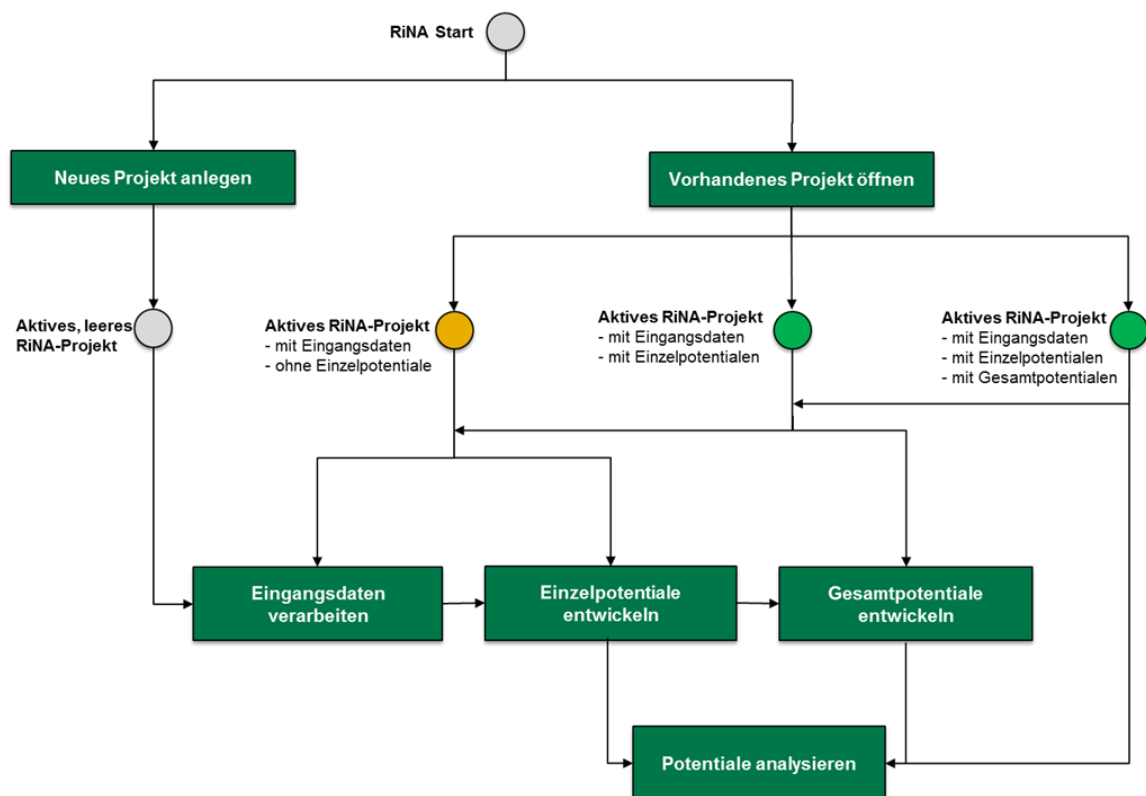 RiNA Start
Neues Projekt anlegen
Vorhandenes Projekt öffnen
Aktives, leeres
RiNA-Projekt
Aktives RiNA-Projekt
- mit Eingangsdaten
- ohne Einzelpotentiale
Aktives RiNA-Projekt
- mit Eingangsdaten
- mit Einzelpotentialen
Aktives RiNA-Projekt
- mit Eingangsdaten
- mit Einzelpotentialen
- mit Gesamtpotentialen
Eingangsdaten
verarbeiten
Einzelpotentiale
entwickeln
Gesamtpotentiale
entwickeln
Potentiale analysieren